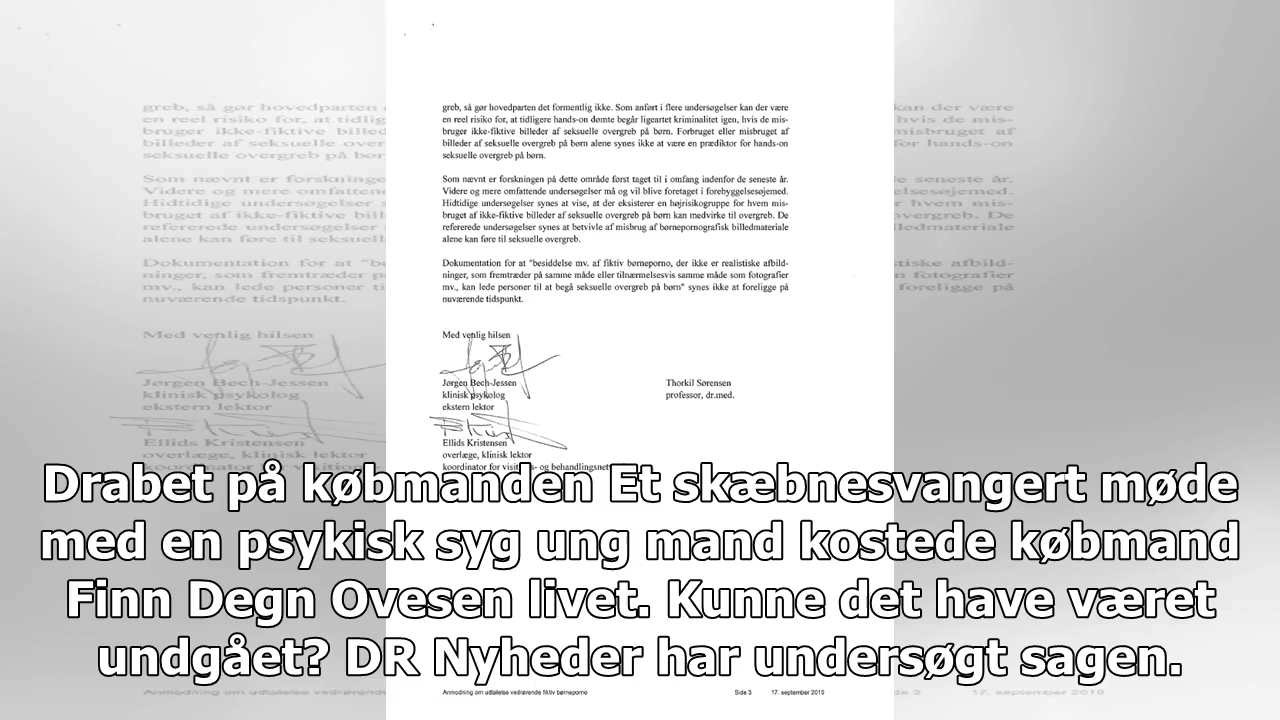 greb, så gør hovedparten det formentlig ikke. Som anført i flere undersøgelser kan der være
en reel risiko for, at tidligere hands-on dømte begår ligeartet kriminalitet igen, hvis de mis-
bruger ikke-fiktive billeder af seksuelle overgreb på børn. Forbruget eller misbruget af
billeder af seksuelle overgreb på børn alene synes ikke at være en prædiktor for hands-on
seksuelle overgreb på børn.
Som nævnt er forskningen på dette område først taget til i omfang indenfor de seneste år.
Videre og mere omfattende undersøgelser må og vil blive foretaget i forebyggelsesøjemed.
Hidtidige undersøgelser synes at vise, at der eksisterer en højrisikogruppe for hvem mis-
bruget af ikke-fiktive billeder af seksuelle overgreb på børn kan medvirke til overgreb. De
refererede undersøgelser synes at betvivle af misbrug af børnepornografisk billedmateriale
alene kan føre til seksuelle overgreb.
Dokumentation for at "besiddelse mv. af fiktiv børneporno, der ikke er realistiske afbild-
ninger, som fremtræder på samme måde eller tilnærmelsesvis samme måde som fotografier
mv., kan lede personer til at begå seksuelle overgreb på børn" synes ikke at foreligge på
nuværende tidspunkt.
Med venlig hilsen
Jørgen Bech-Jessen
klinisk psykolog
ekstern lektor
Thorkil Sørensen
professor, dr.med.
Ellids Kristensen
overlæge, klinisk lektor
koordinator for visitations- og behandlingsnet
Drabet på købmanden Et skæbnesvangert møde
med en psykisk syg ung mand kostede købmand
Finn Degn Ovesen livet. Kunne det have været
undgået? DR Nyheder har undersøgt sagen.
Anmodning om udtalelse vedrørende fiktiv børneporno Side 3 17. september 2010